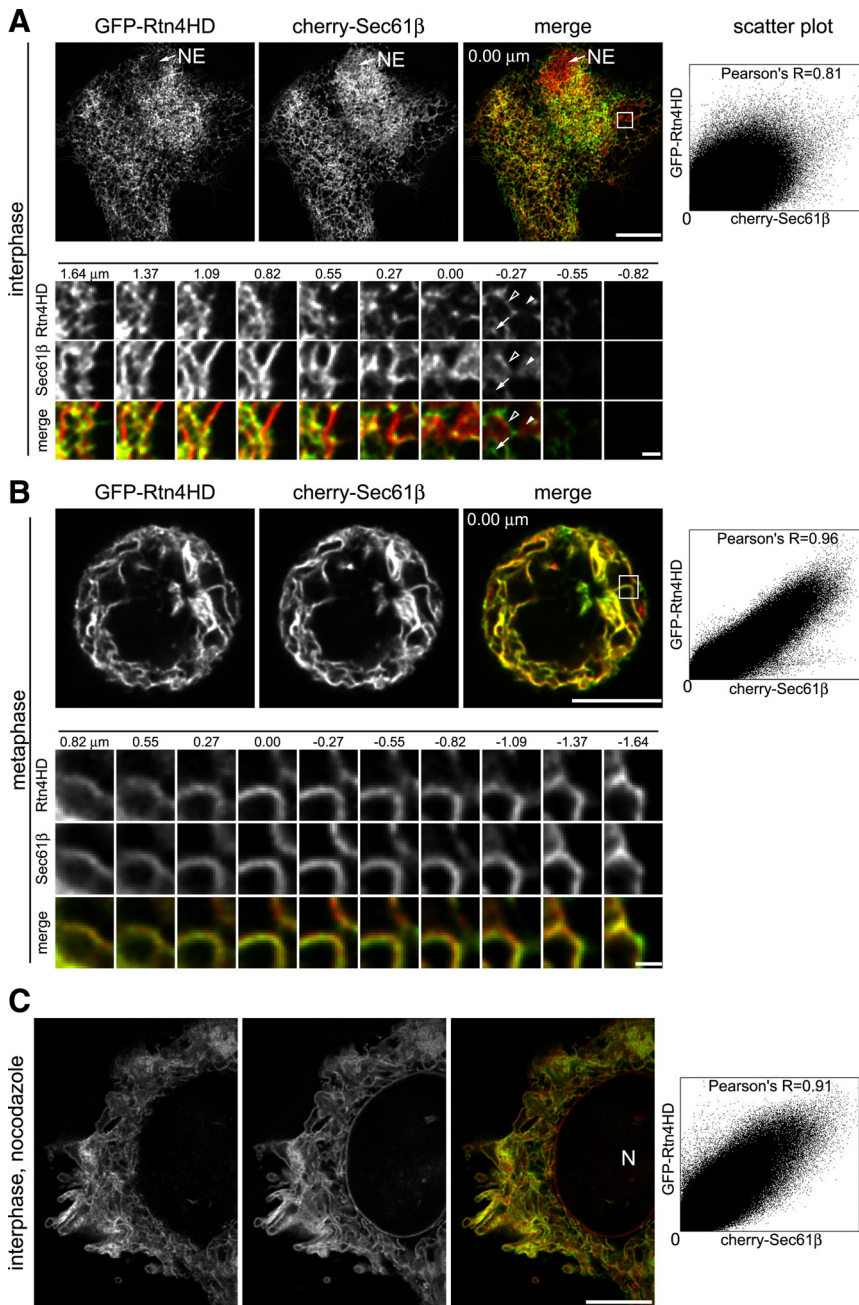 A
GFP-Rtn4HD cherry-Sec61β merge scatter plot
NE NE 0.00 µm NE
Pearson's R=0.81
GFP-Rtn4HD
0
cherry-Sec61β
interphase
1.64 µm 1.37 1.09 0.82 0.55 0.27 0.00 -0.27 -0.55 -0.82
Rtn4HD
Sec61β
merge
B
GFP-Rtn4HD cherry-Sec61β merge
0.00 µm
Pearson's R=0.96
GFP-Rtn4HD
0
cherry-Sec61β
metaphase
0.82 µm 0.55 0.27 0.00 -0.27 -0.55 -0.82 -1.09 -1.37 -1.64
Rtn4HD
Sec61β
merge
C
interphase, nocodazole
N
Pearson's R=0.91
GFP-Rtn4HD
0
cherry-Sec61β